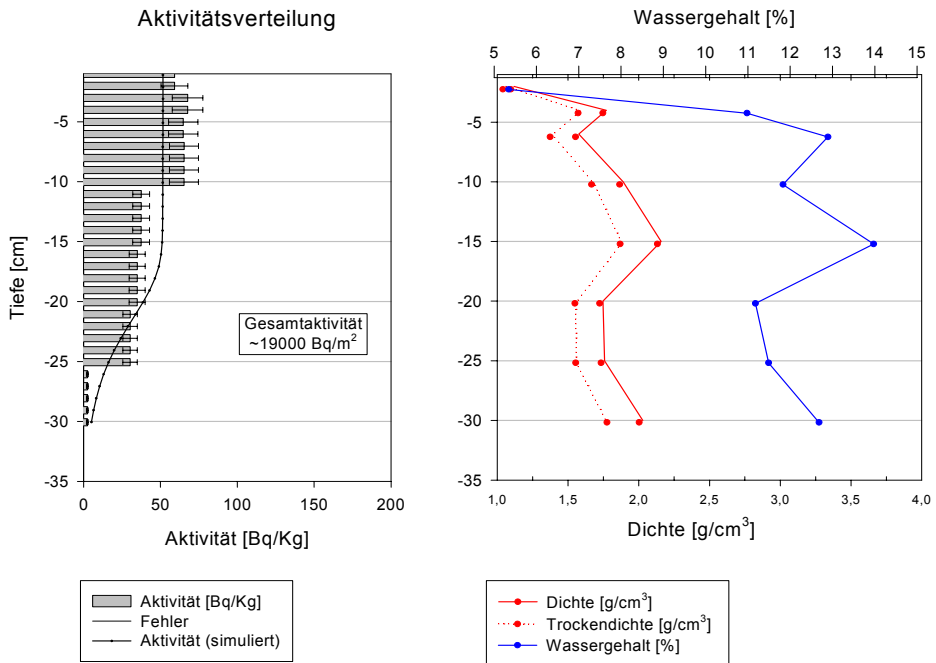 Aktivitätsverteilung
Tiefe [cm]
-5
-10
-15
-20
-25
-30
-35
0
50
100
150
200
Aktivität [Bq/Kg]
Gesamtaktivität
~19000 Bq/m²
Aktivität [Bq/Kg]
Fehler
Aktivität (simuliert)
Wassergehalt [%]
5 6 7 8 9 10 11 12 13 14 15
-5
-10
-15
-20
-25
-30
-35
1,0 1,5 2,0 2,5 3,0 3,5 4,0
Dichte [g/cm³]
Dichte [g/cm³]
Trockendichte [g/cm³]
Wassergehalt [%]